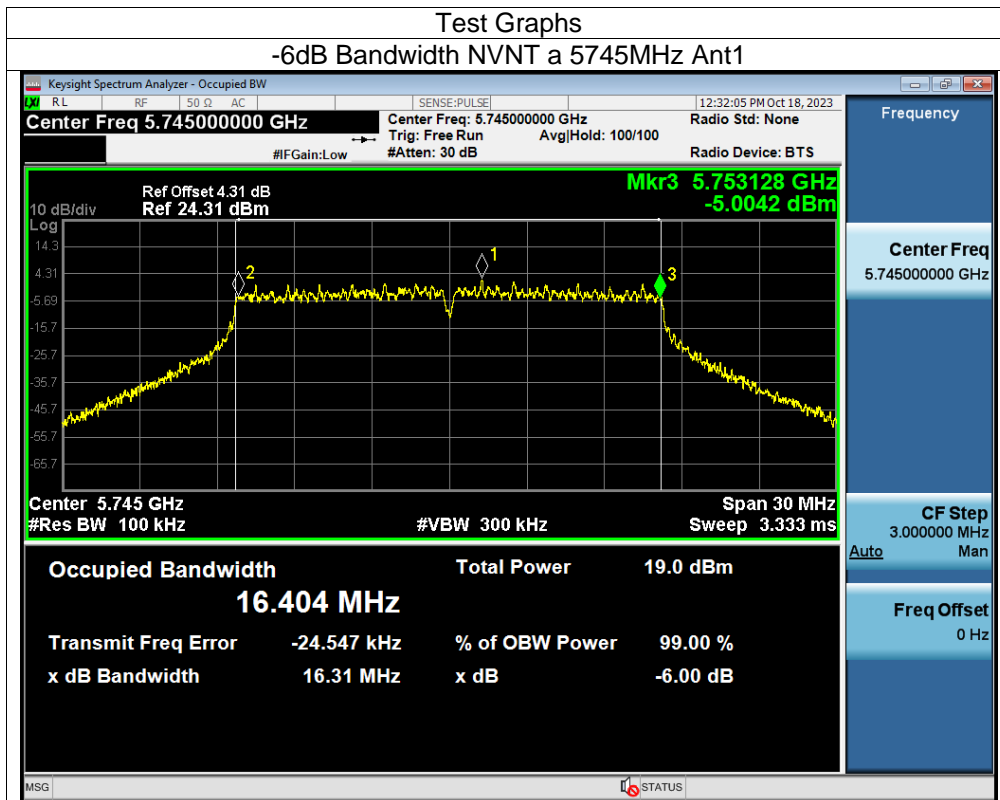 Test Graphs
-6dB Bandwidth NVNT a 5745MHz Ant1
Keysight Spectrum Analyzer - Occupied BW
LXI RL RF 50 Ω AC SENSE:PULSE 12:32:05 PM Oct 18, 2023
Center Freq 5.745000000 GHz
Center Freq: 5.745000000 GHz Radio Std: None
Trig: Free Run Avg|Hold: 100/100
#IFGain:Low #Atten: 30 dB Radio Device: BTS
Frequency
Mkr3 5.753128 GHz
-5.0042 dBm
Ref Offset 4.31 dB
10 dB/div Ref 24.31 dBm
Log
14.3
4.31
-5.69
-15.7
-25.7
-35.7
-45.7
-55.7
-65.7
1
2
3
Center 5.745 GHz Span 30 MHz
#Res BW 100 kHz #VBW 300 kHz Sweep 3.333 ms
Occupied Bandwidth Total Power 19.0 dBm
16.404 MHz
Transmit Freq Error -24.547 kHz % of OBW Power 99.00 %
x dB Bandwidth 16.31 MHz x dB -6.00 dB
Center Freq
5.745000000 GHz
CF Step
3.000000 MHz
Auto Man
Freq Offset
0 Hz
MSG STATUS